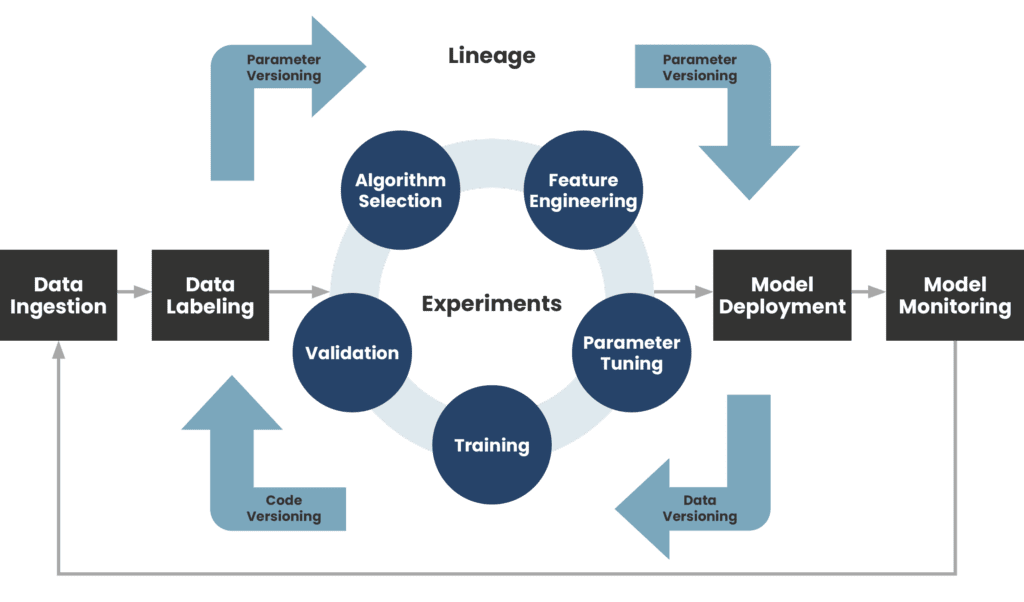 Parameter
Versioning
Lineage
Parameter
Versioning
Algorithm
Selection
Feature
Engineering
Data
Ingestion
Data
Labeling
Experiments
Model
Deployment
Model
Monitoring
Validation
Parameter
Tuning
Training
Code
Versioning
Data
Versioning